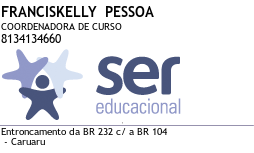 FRANCISKELLY PESSOA
COORDENADORA DE CURSO
8134134660
ser
educacional
Entroncamento da BR 232 c/ a BR 104
- Caruaru